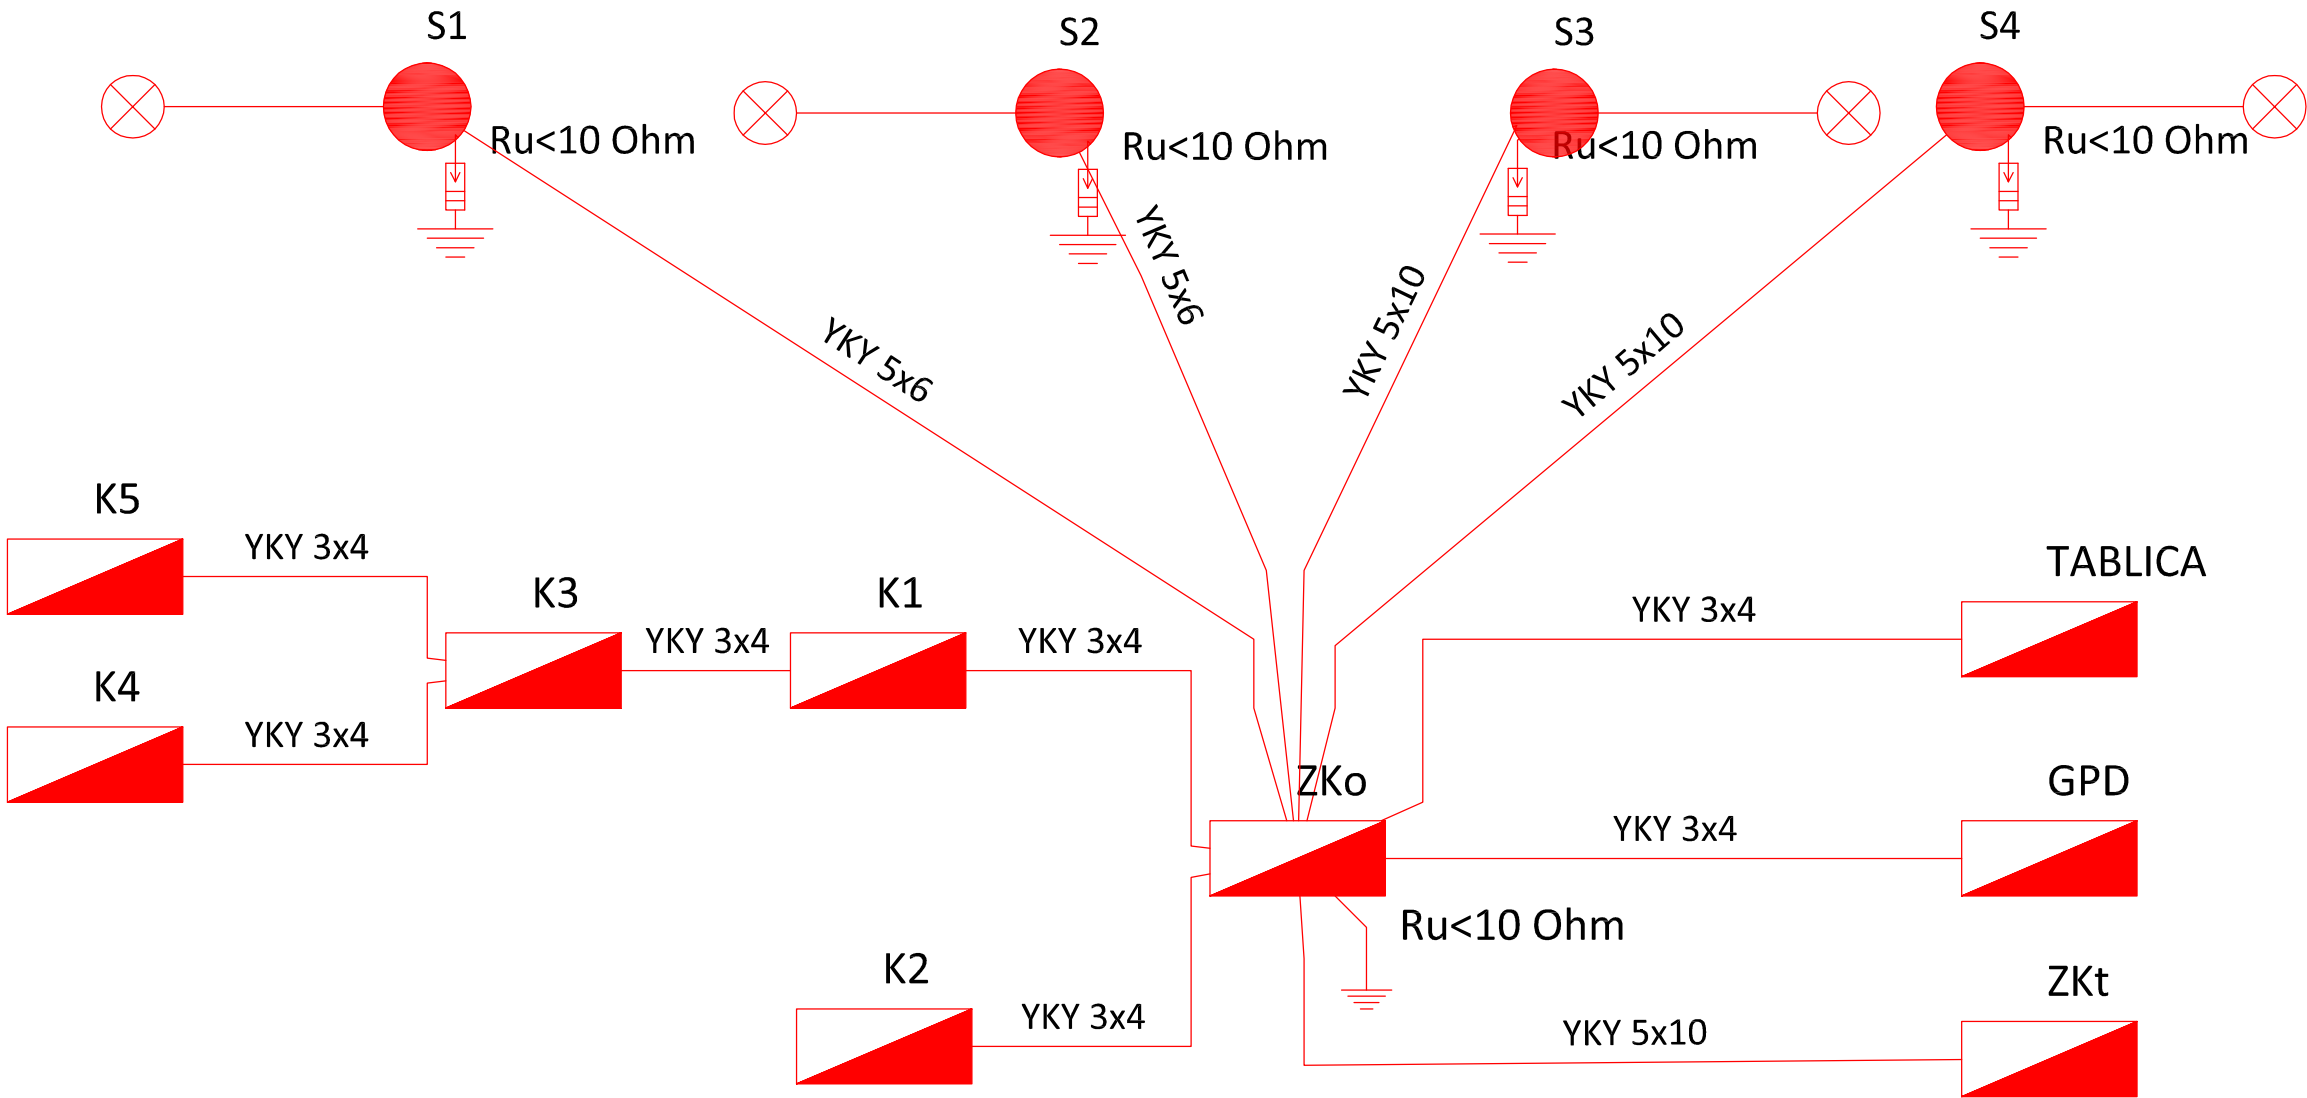 S1
S2
S3
S4
Ru<10 Ohm
Ru<10 Ohm
Ru<10 Ohm
Ru<10 Ohm
YKY 5x6
YKY 5x6
YKY 5x10
YKY 5x10
K5
YKY 3x4
K3
K1
TABLICA
YKY 3x4
YKY 3x4
YKY 3x4
K4
YKY 3x4
ZKo
GPD
YKY 3x4
Ru<10 Ohm
K2
ZKt
YKY 3x4
YKY 5x10